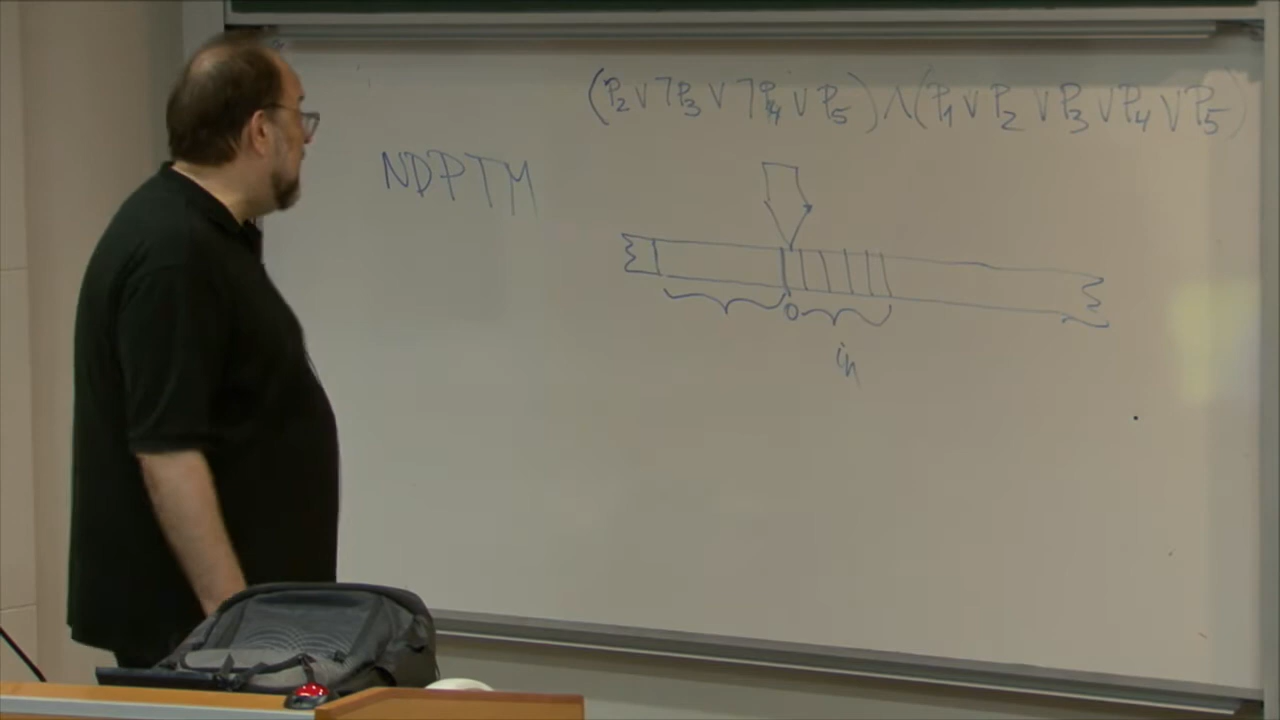 (P₂ ∨ ¬P₃ ∨ ¬P₄ ∨ P₅) ∧ (P₁ ∨ P₂ ∨ P₃ ∨ P₄ ∨ P₅)
NDPTM
0
in